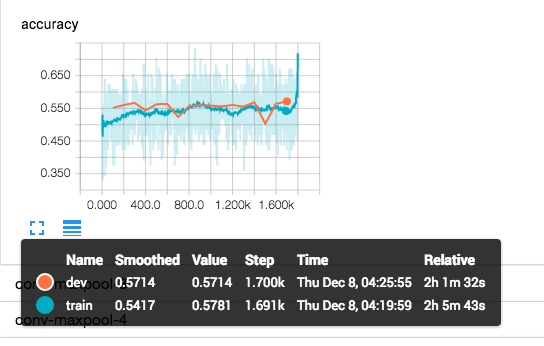 accuracy
0.650
0.550
0.450
0.350
0.000 400.0 800.0 1.200k 1.600k
Name Smoothed Value Step Time Relative
dev 0.5714 0.5714 1.700k Thu Dec 8, 04:25:55 2h 1m 32s
train 0.5417 0.5781 1.691k Thu Dec 8, 04:19:59 2h 5m 43s
conv-maxpool-4